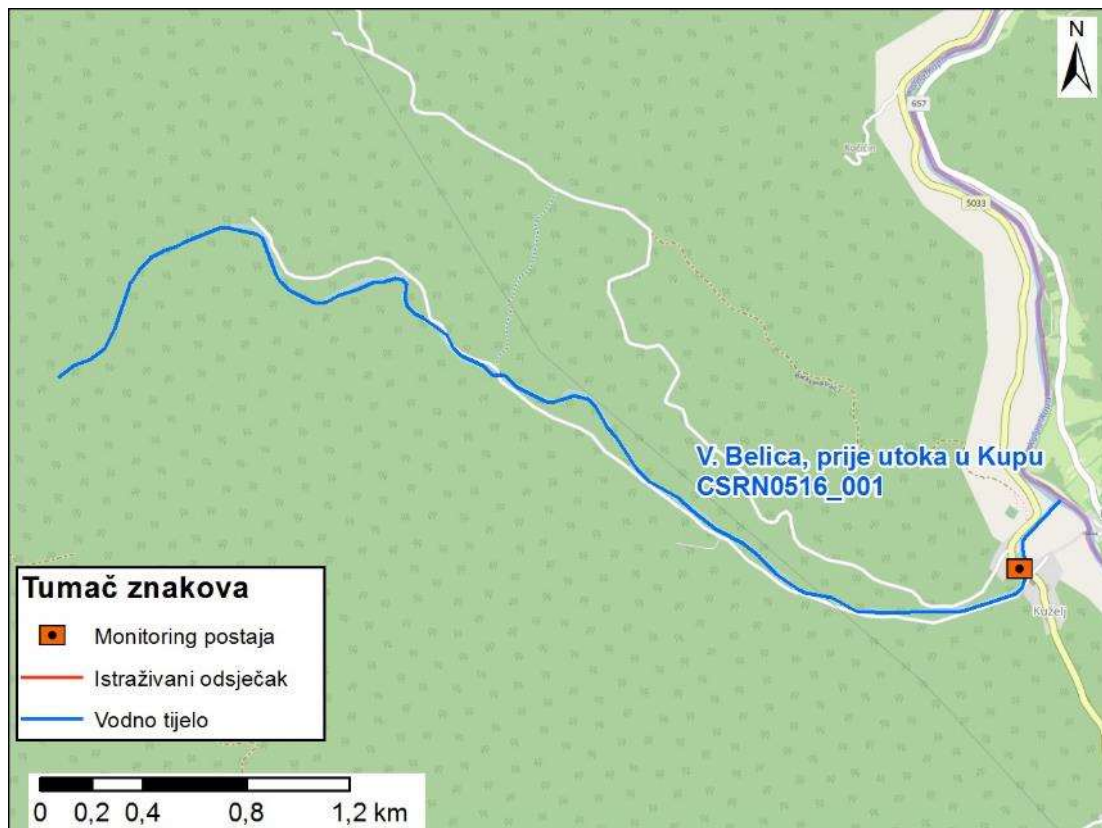 N
657
Kočičin
5033
V. Belica, prije utoka u Kupu
CSRN0516_001
Kuželj
Tumač znakova
Monitoring postaja
Istraživani odsječak
Vodno tijelo
0 0,2 0,4 0,8 1,2 km